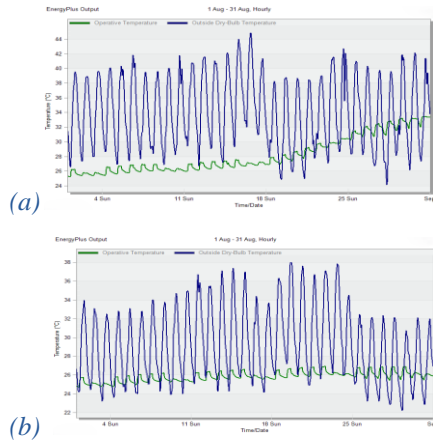 EnergyPlus Output 1 Aug - 31 Aug, Hourly
Operative Temperature Outside Dry-Bulb Temperature
44
42
40
38
36
34
32
30
28
26
24
Temperature (°C)
4 Sun 11 Sun 18 Sun 25 Sun Sep
Time/Date
(a)
EnergyPlus Output 1 Aug - 31 Aug, Hourly
Operative Temperature Outside Dry-Bulb Temperature
38
36
34
32
30
28
26
24
22
Temperature (°C)
4 Sun 11 Sun 18 Sun 25 Sun
Time/Date
(b)